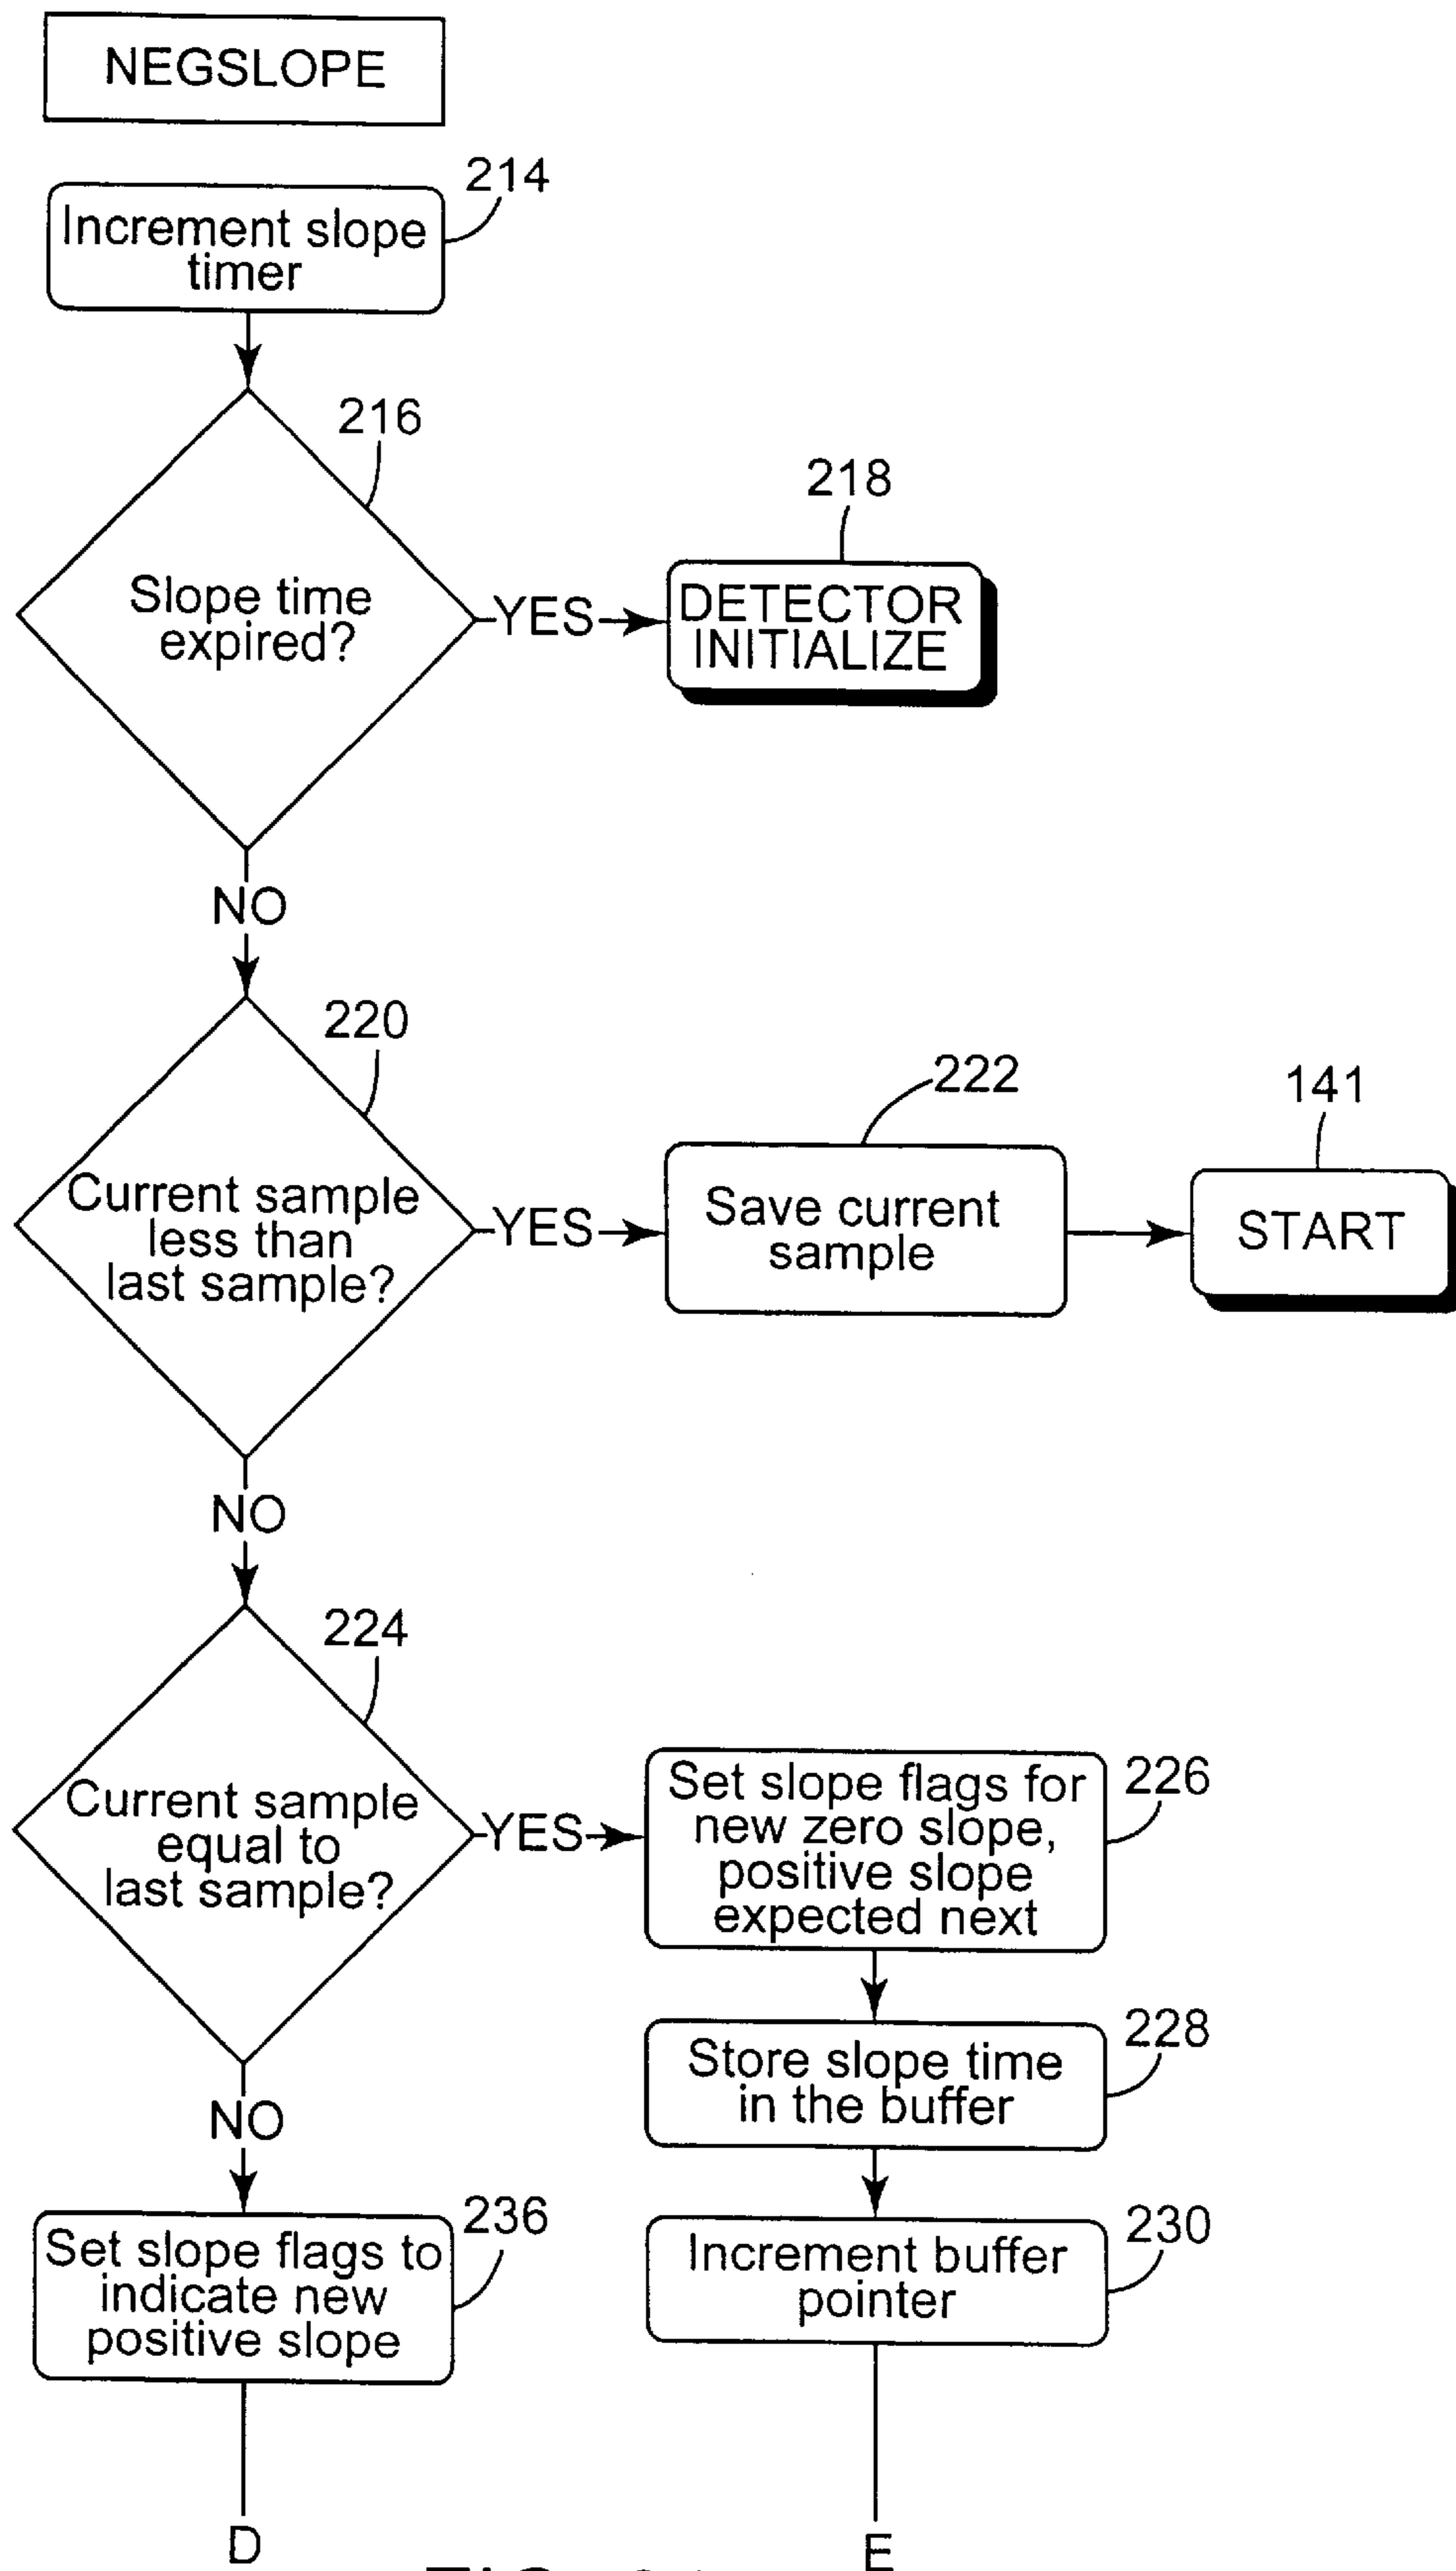 NEGSLOPE
214
Increment slope
timer
216
Slope time
expired?
YES
218
DETECTOR
INITIALIZE
NO
220
Current sample
less than
last sample?
YES
222
Save current
sample
141
START
NO
224
Current sample
equal to
last sample?
YES
226
Set slope flags for
new zero slope,
positive slope
expected next
228
Store slope time
in the buffer
NO
236
Set slope flags to
indicate new
positive slope
230
Increment buffer
pointer
D
E